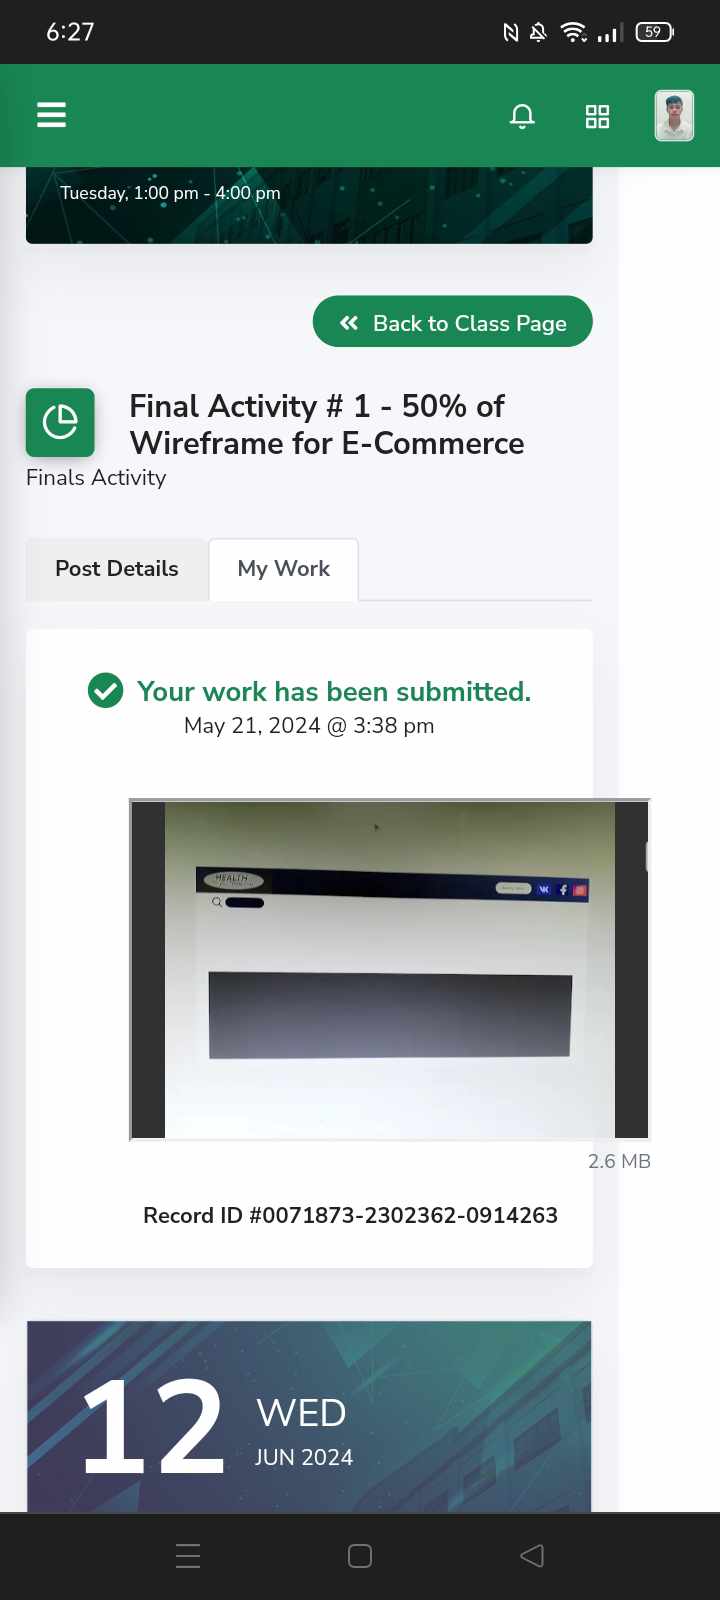 6:27
59
Tuesday, 1:00 pm - 4:00 pm
Back to Class Page
Final Activity # 1 - 50% of
Wireframe for E-Commerce
Finals Activity
Post Details
My Work
Your work has been submitted.
May 21, 2024 @ 3:38 pm
HEALTH
2.6 MB
Record ID #0071873-2302362-0914263
12
WED
JUN 2024